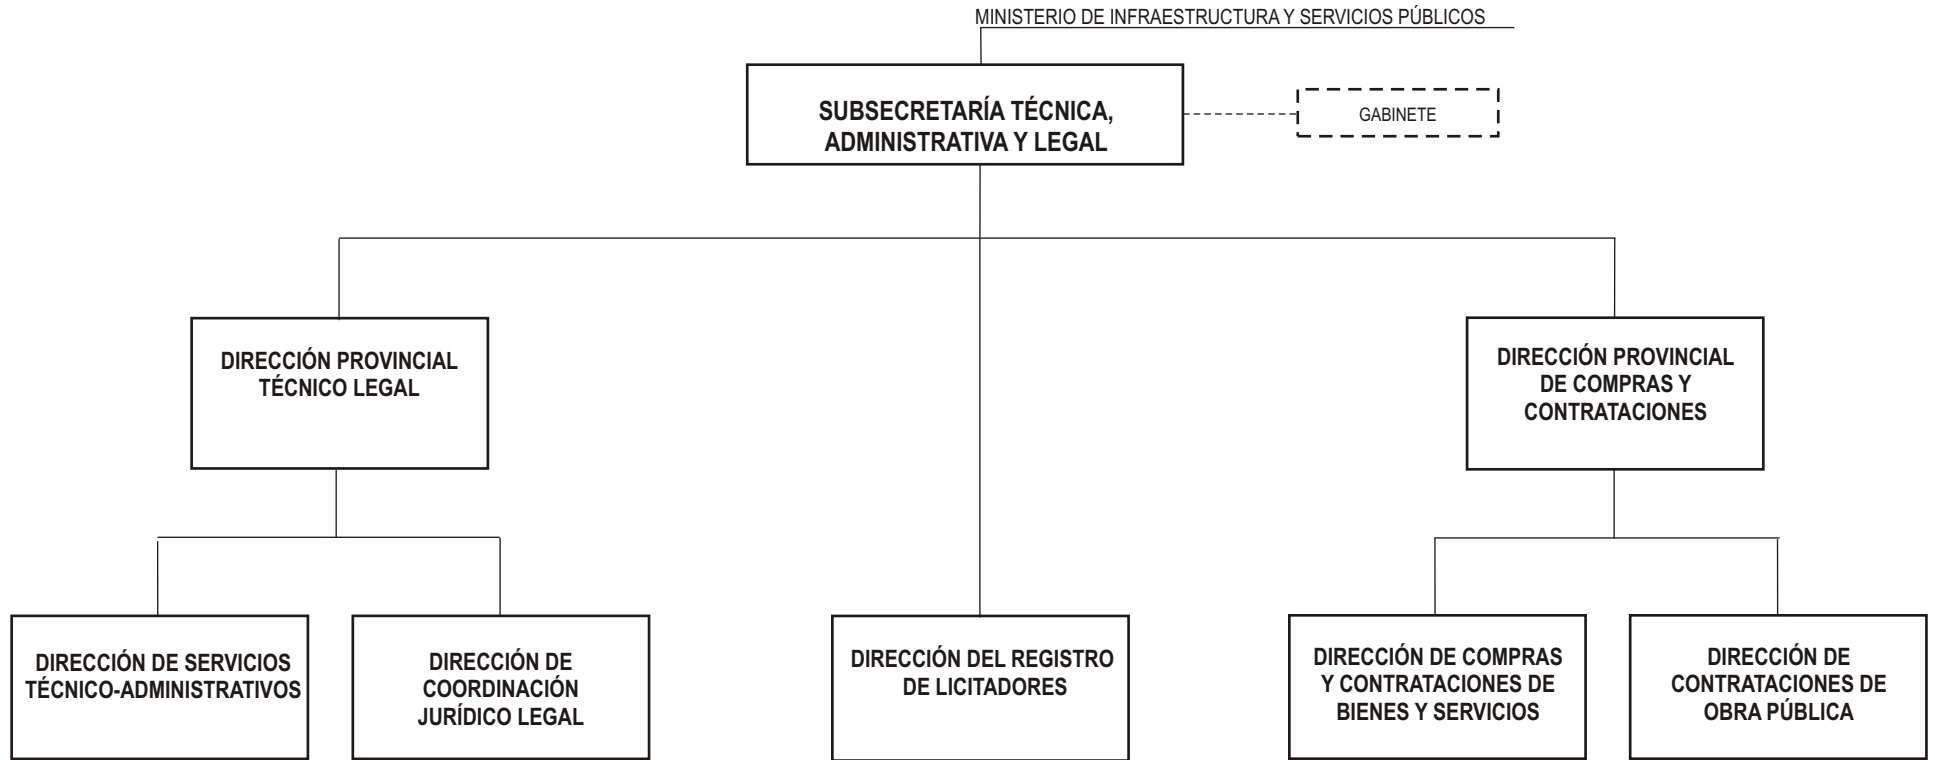 MINISTERIO DE INFRAESTRUCTURA Y SERVICIOS PÚBLICOS
SUBSECRETARÍA TÉCNICA,
ADMINISTRATIVA Y LEGAL
GABINETE
DIRECCIÓN PROVINCIAL
TÉCNICO LEGAL
DIRECCIÓN PROVINCIAL
DE COMPRAS Y
CONTRATACIONES
DIRECCIÓN DE SERVICIOS
TÉCNICO-ADMINISTRATIVOS
DIRECCIÓN DE
COORDINACIÓN
JURÍDICO LEGAL
DIRECCIÓN DEL REGISTRO
DE LICITADORES
DIRECCIÓN DE COMPRAS
Y CONTRATACIONES DE
BIENES Y SERVICIOS
DIRECCIÓN DE
CONTRATACIONES DE
OBRA PÚBLICA